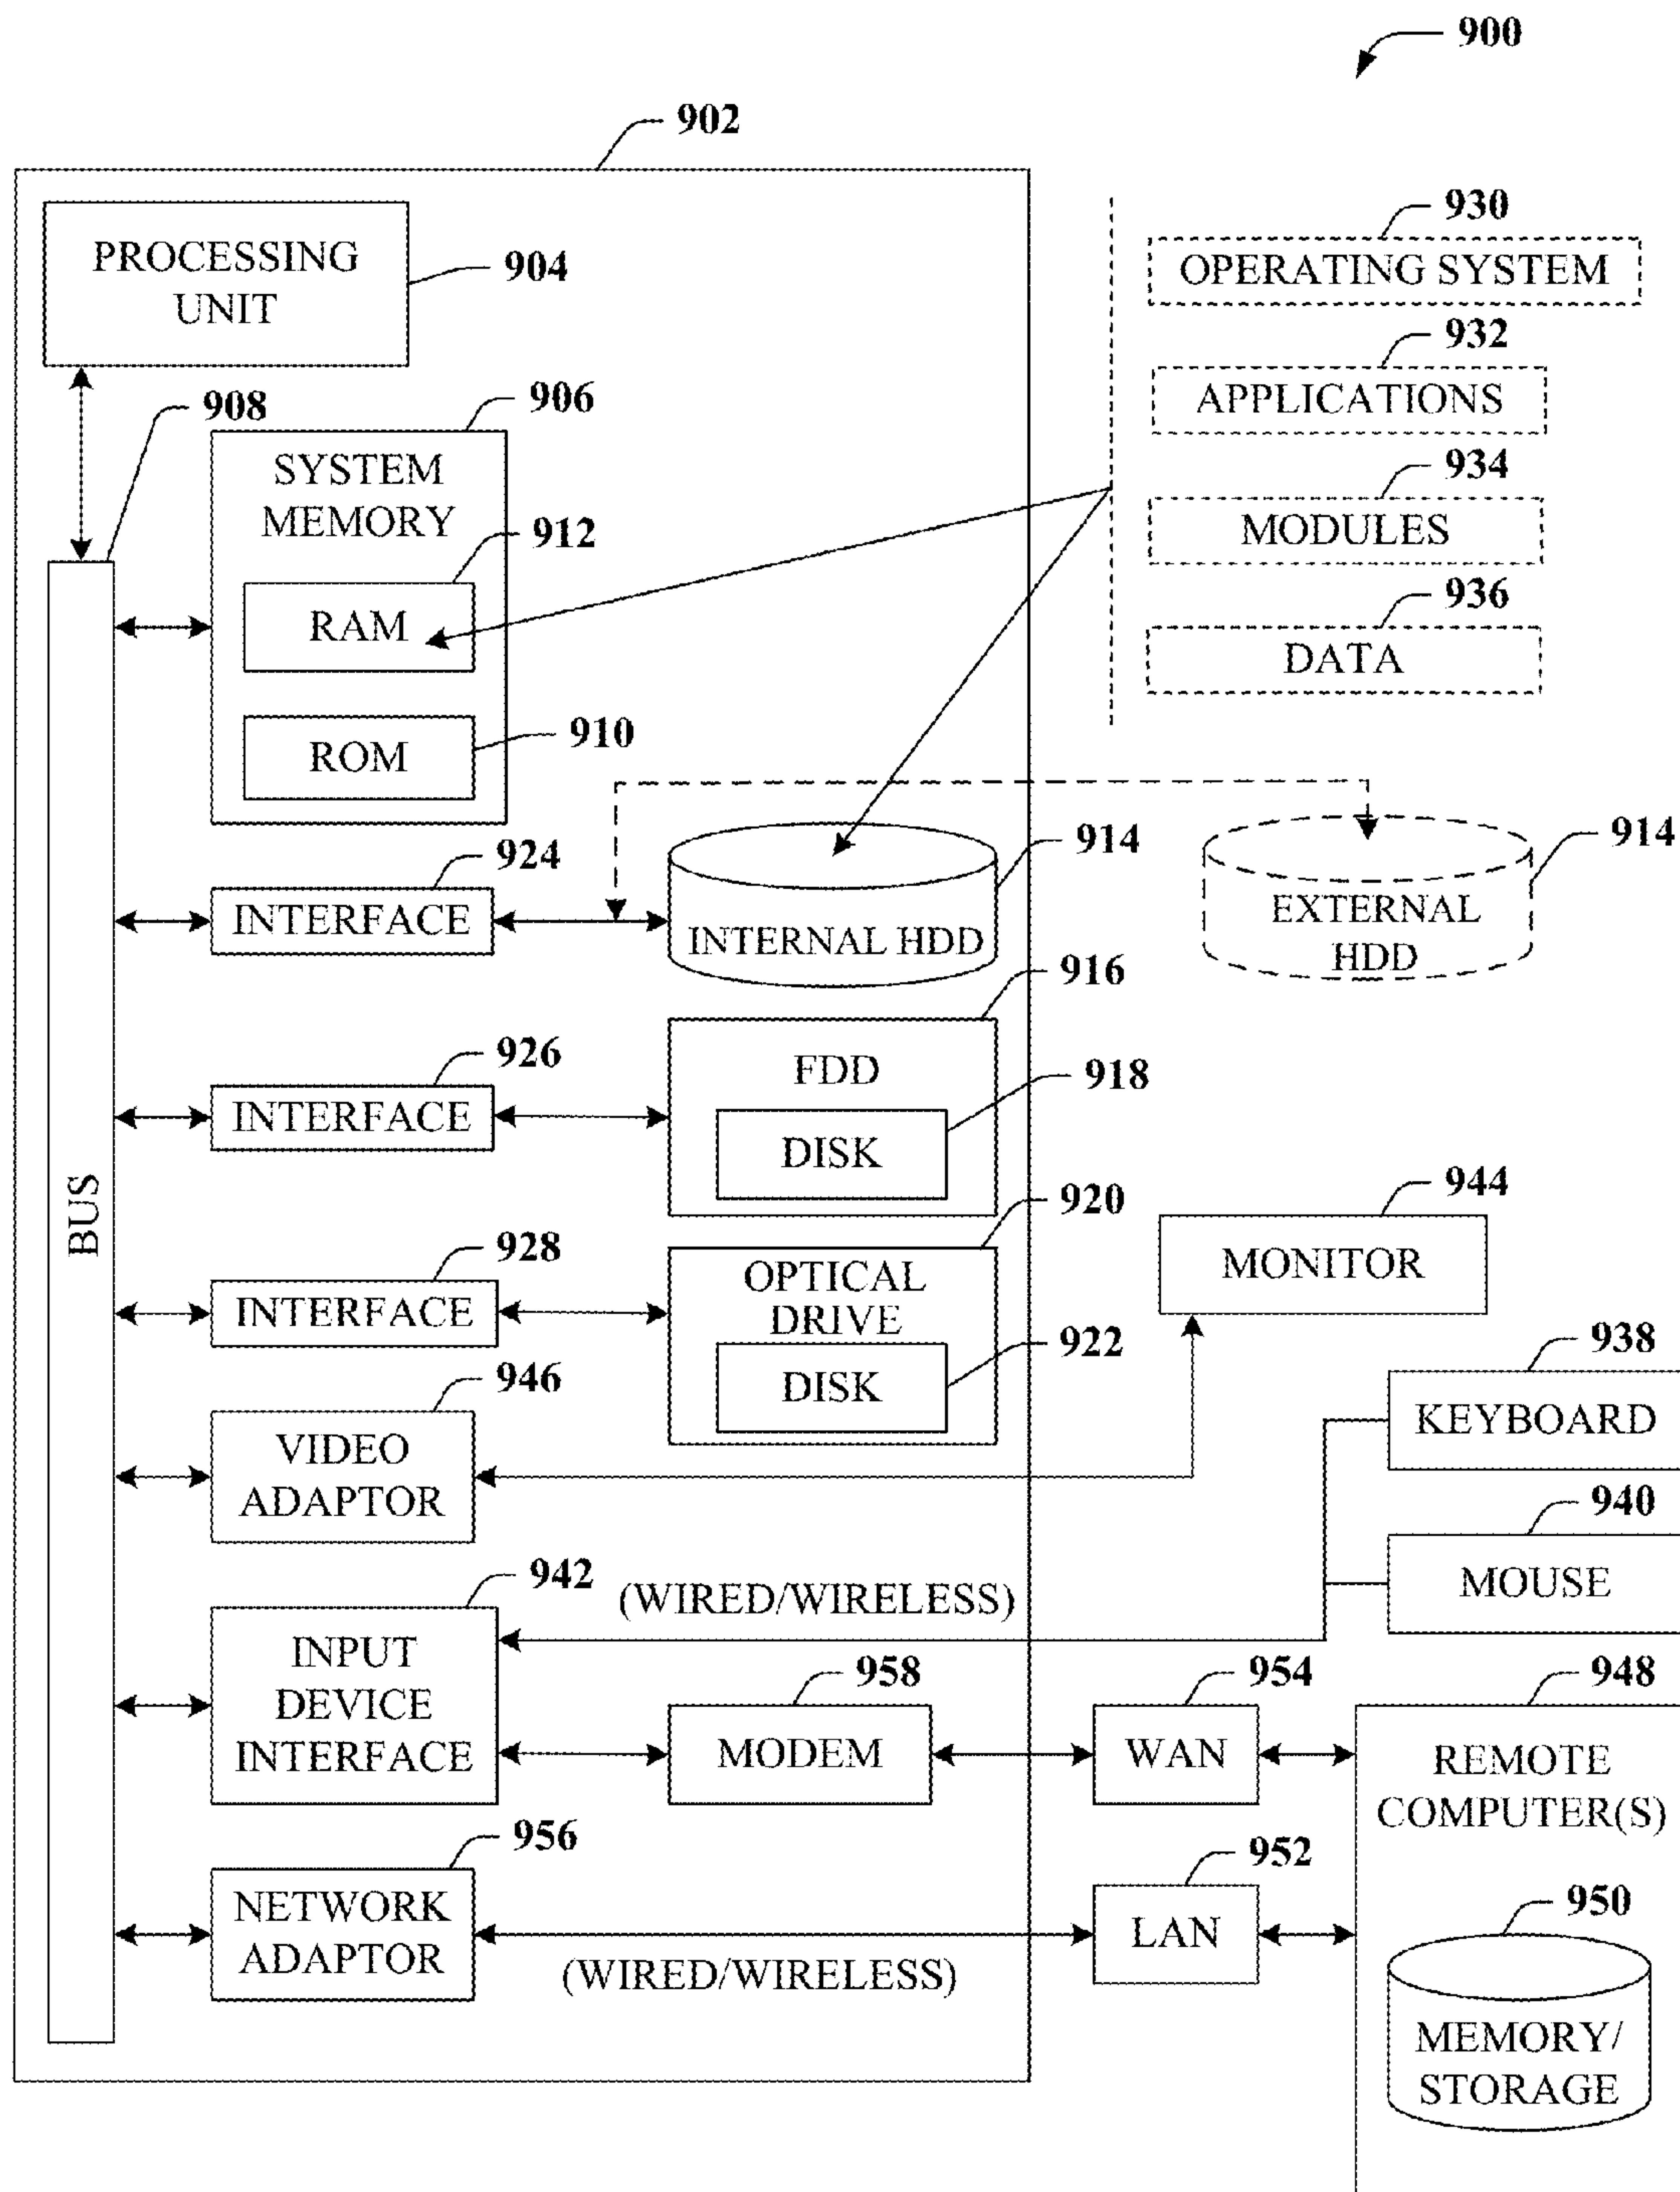 900
902
PROCESSING
UNIT
904
930
OPERATING SYSTEM
932
APPLICATIONS
934
MODULES
936
DATA
908
906
SYSTEM
MEMORY
912
RAM
910
ROM
BUS
924
INTERFACE
914
INTERNAL HDD
914
EXTERNAL
HDD
926
INTERFACE
916
FDD
918
DISK
928
INTERFACE
920
OPTICAL
DRIVE
922
DISK
944
MONITOR
946
VIDEO
ADAPTOR
938
KEYBOARD
940
MOUSE
942
INPUT
DEVICE
INTERFACE
(WIRED/WIRELESS)
958
MODEM
954
WAN
948
REMOTE
COMPUTER(S)
956
NETWORK
ADAPTOR
(WIRED/WIRELESS)
952
LAN
950
MEMORY/
STORAGE